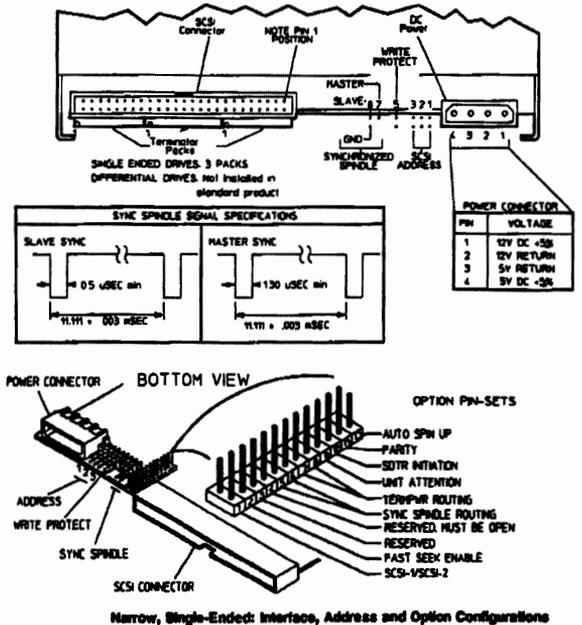 SCSI Connector
NOTE PIN 1 POSITION
DC Power
WRITE PROTECT
MASTER
SLAVE 8 7 5 3 2 1
GND
SYNCHRONIZED SPINDLE
SCSI ADDRESS
4 3 2 1
Terminator Packs
SINGLE ENDED DRIVES. 3 PACKS
DIFFERENTIAL DRIVES. Not installed in
standard product
POWER CONNECTOR
PIN VOLTAGE
1 12V DC +5%
2 12V RETURN
3 5V RETURN
4 5V DC +5%
SYNC SPINDLE SIGNAL SPECIFICATIONS
SLAVE SYNC
0.5 uSEC min
11.111 + .003 mSEC
MASTER SYNC
130 uSEC min
11.111 + .003 mSEC
POWER CONNECTOR
BOTTOM VIEW
OPTION PIN-SETS
AUTO SPIN UP
PARITY
SDTR INITIATION
UNIT ATTENTION
TERMPWR ROUTING
SYNC SPINDLE ROUTING
RESERVED. MUST BE OPEN
RESERVED
FAST SEEK ENABLE
SCSI-1/SCSI-2
ADDRESS
WRITE PROTECT
SYNC SPINDLE
SCSI CONNECTOR
Narrow, Single-Ended: Interface, Address and Option Configurations